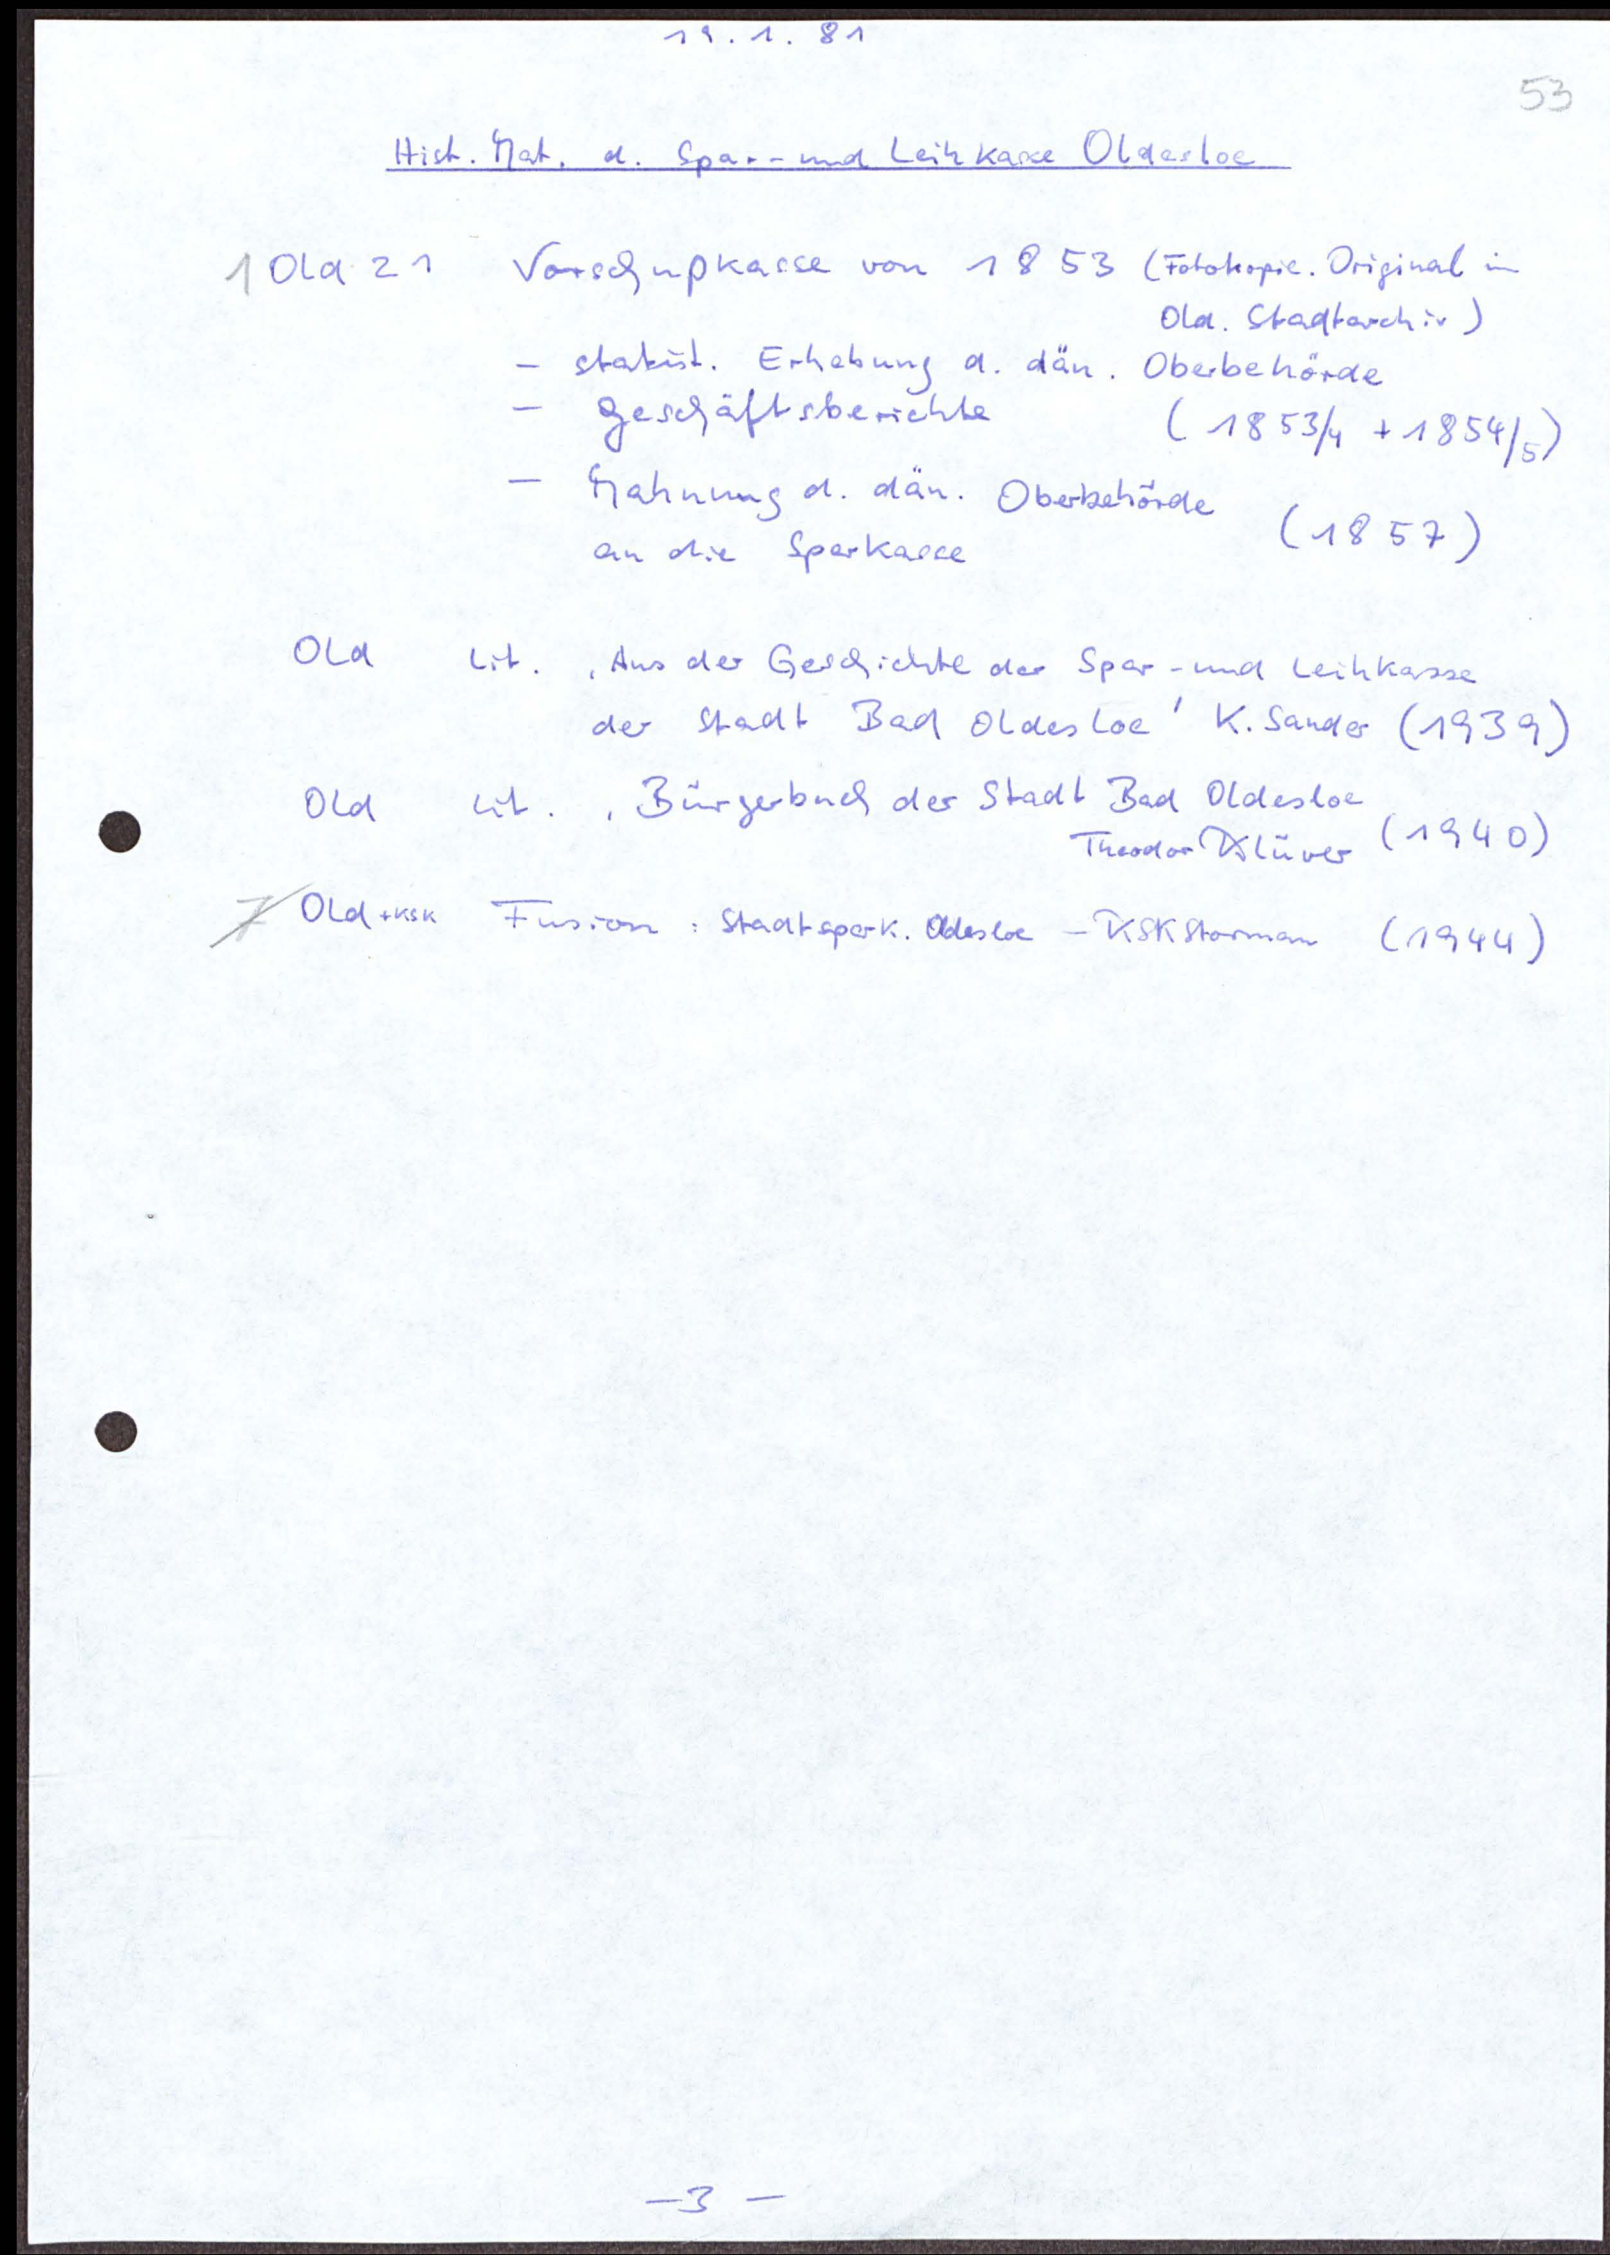 19.1.81
53
Hist. Mat. d. Spar- und Leihkasse Oldesloe
1 Old 21 Vorschußkasse von 1853 (Fotokopie. Original in
Old. Stadtarchiv)
- statist. Erhebung d. dän. Oberbehörde
- Geschäftsberichte (1853/4 + 1854/5)
- Mahnung d. dän. Oberbehörde
an die Sparkasse (1857)
Old Lit. , Aus der Geschichte der Spar- und Leihkasse
der Stadt Bad Oldesloe ' K. Sander (1939)
Old Lit. , Bürgerbuch der Stadt Bad Oldesloe
Theodor Klüver (1940)
7 Old + KSK Fusion : Stadtspark. Oldesloe - KSK Storman (1944)
- 3 -